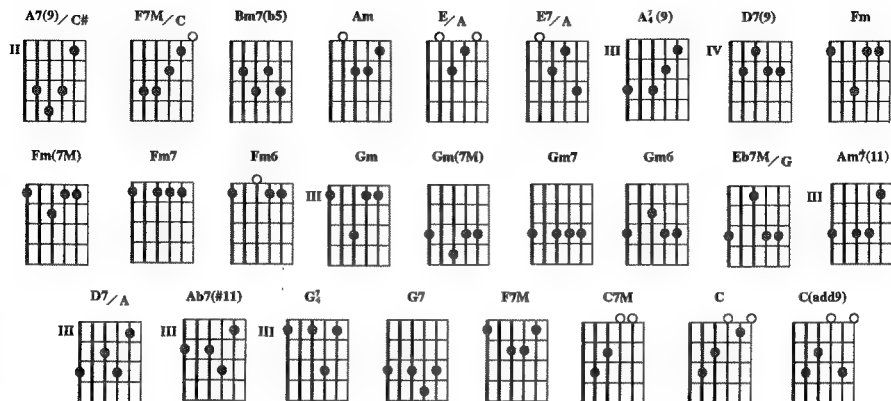 A7(9)/C# F7M/C Bm7(b5) Am E/A E7/A A7/4(9) D7(9) Fm
II III IV
Fm(7M) Fm7 Fm6 Gm Gm(7M) Gm7 Gm6 Eb7M/G Am7(11)
III III
D7/A Ab7(#11) G7/4 G7 F7M C7M C C(add9)
III III III